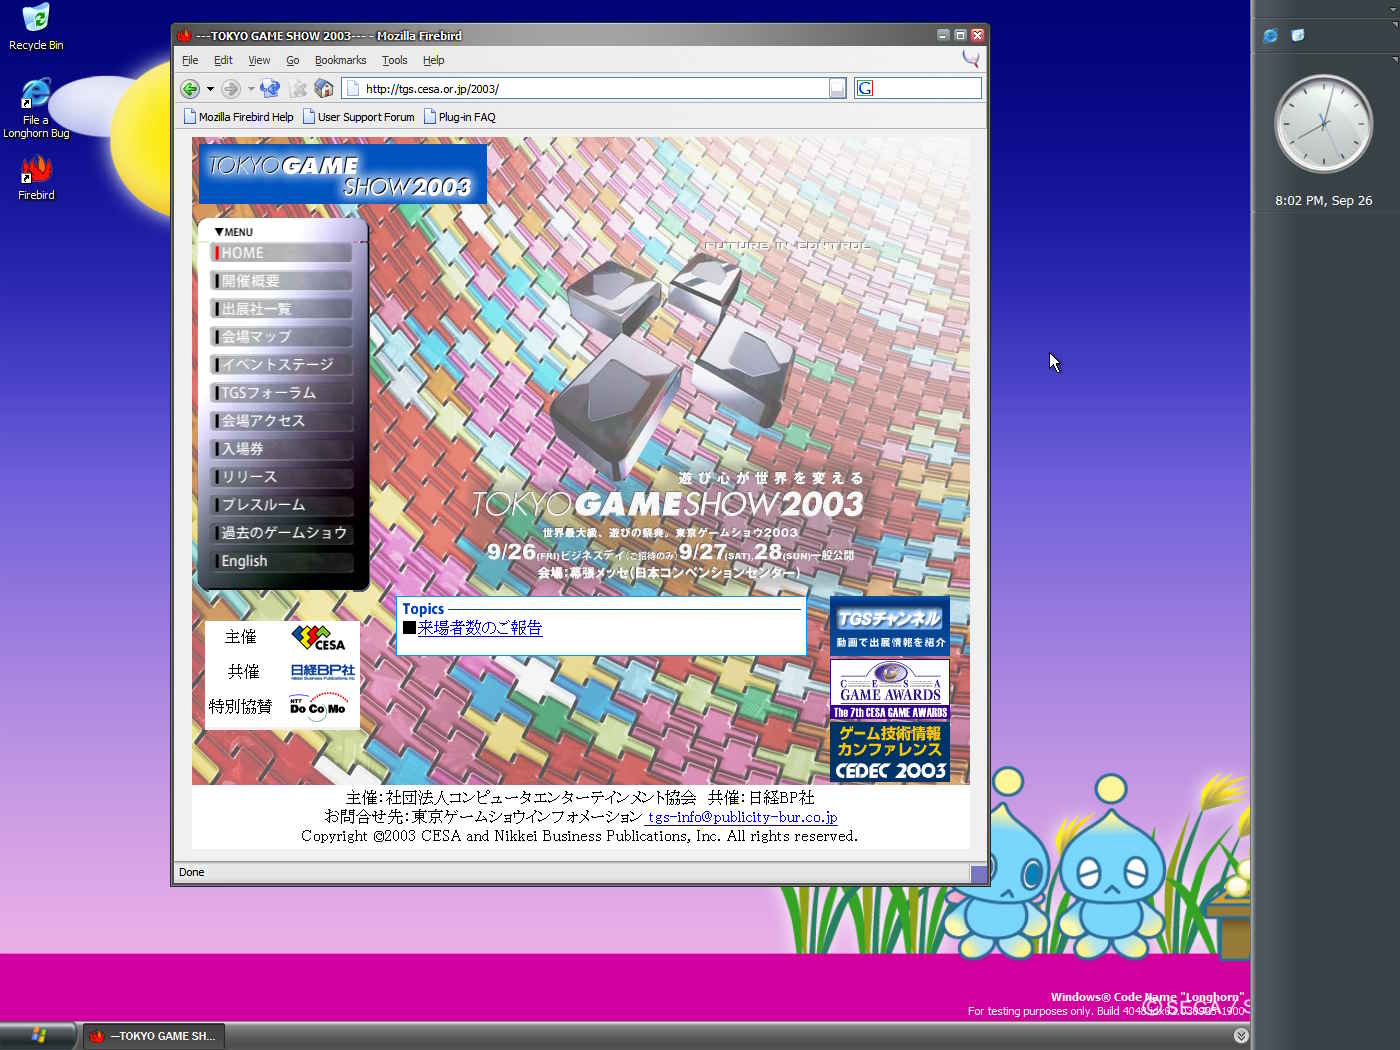 Recycle Bin
File a
Longhorn Bug
Firebird
---TOKYO GAME SHOW 2003--- - Mozilla Firebird
File Edit View Go Bookmarks Tools Help
http://tgs.cesa.or.jp/2003/
G
Mozilla Firebird Help User Support Forum Plug-in FAQ
TOKYO GAME
SHOW 2003
▼MENU
HOME
開催概要
出展社一覧
会場マップ
イベントステージ
TGSフォーラム
会場アクセス
入場券
リリース
プレスルーム
過去のゲームショウ
English
FUTURE IN CONTROL
遊び心が世界を変える
TOKYO GAME SHOW 2003
世界最大級、遊びの祭典。東京ゲームショウ2003
9/26(FRI)ビジネスデイ(ご招待のみ)9/27(SAT),28(SUN)一般公開
会場:幕張メッセ(日本コンベンションセンター)
Topics
■来場者数のご報告
主催 CESA
共催 日経BP社
Nikkei Business Publications, Inc.
特別協賛 NTT DoCoMo
TGSチャンネル
動画で出展情報を紹介
CESA
GAME AWARDS
The 7th CESA GAME AWARDS
ゲーム技術情報
カンファレンス
CEDEC 2003
主催:社団法人コンピュータエンターテインメント協会 共催:日経BP社
お問合せ先:東京ゲームショウインフォメーション tgs-info@publicity-bur.co.jp
Copyright ©2003 CESA and Nikkei Business Publications, Inc. All rights reserved.
Done
8:02 PM, Sep 26
Windows® Code Name "Longhorn"
© SEGA / S
For testing purposes only. Build
---TOKYO GAME SH...